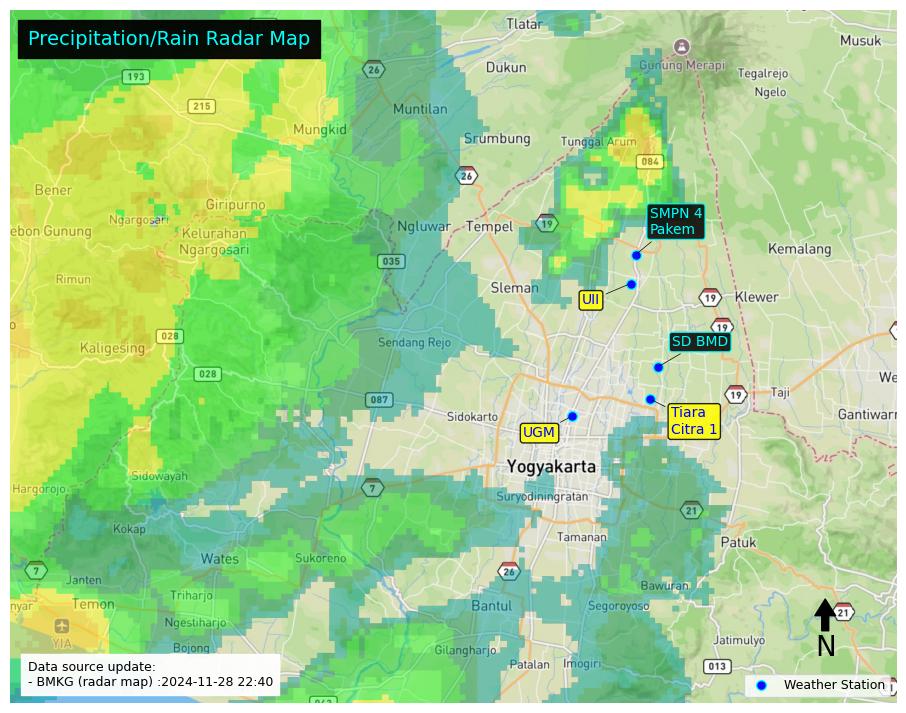 Precipitation/Rain Radar Map
Tlatar
Musuk
Dukun
Gunung Merapi
Tegalrejo
Ngelo
193
26
215
Muntilan
Mungkid
Srumbung
Tunggal Arum
084
26
Bener
Giripurno
Ngargosari
ebon Gunung
Kelurahan
Ngargosari
Ngluwar
Tempel
19
SMPN 4
Pakem
Kemalang
035
Rimun
Sleman
UII
19
Klewer
19
028
Kaligesing
Sendang Rejo
SD BMD
028
087
19
Taji
We
Sidokarto
Tiara
Citra 1
Gantiwarn
UGM
Yogyakarta
Sidowayah
Hargorojo
7
Suryodiningratan
21
Kokap
Tamanan
Patuk
Wates
Sukoreno
7
26
Janten
Triharjo
Bawuran
nyar
Temon
Bantul
Segoroyoso
21
Ngestiharjo
YIA
N
Bojong
Gilangharjo
Jatimulyo
Patalan
Imogiri
013
Data source update:
- BMKG (radar map) :2024-11-28 22:40
Weather Station